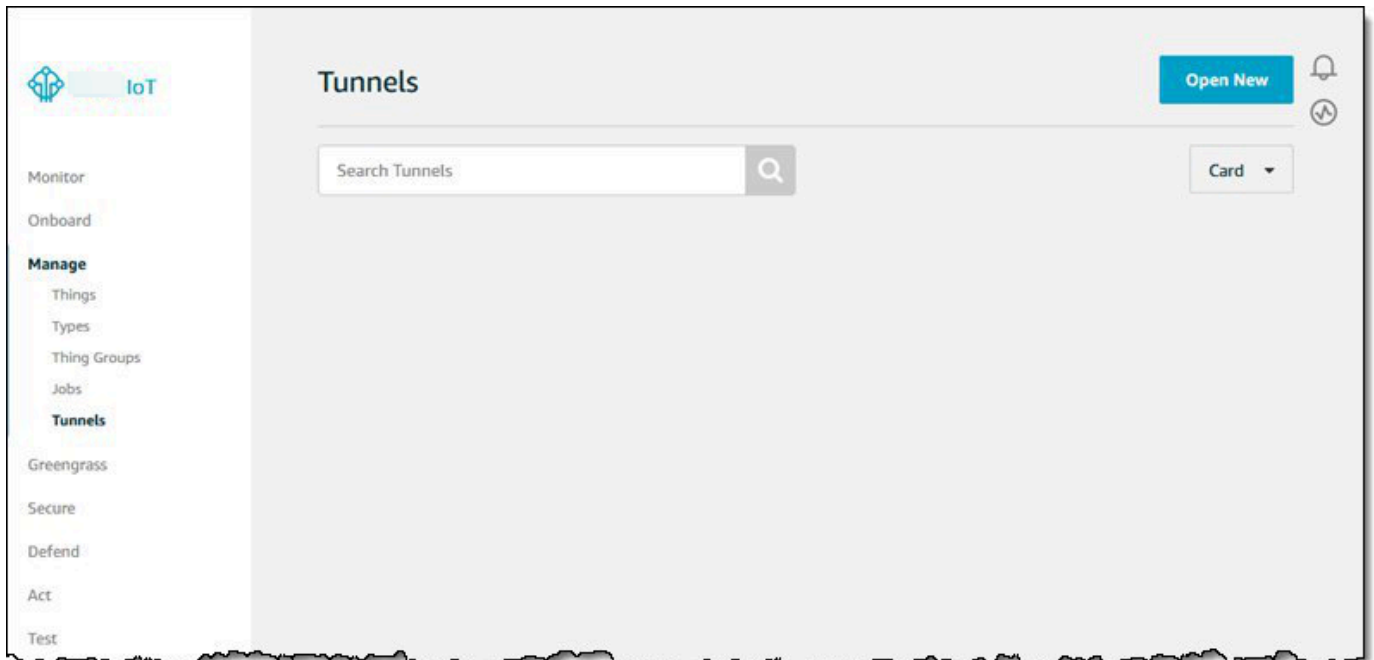 IoT
Monitor
Onboard
Manage
Things
Types
Thing Groups
Jobs
Tunnels
Greengrass
Secure
Defend
Act
Test
Tunnels
Open New
Search Tunnels
Card